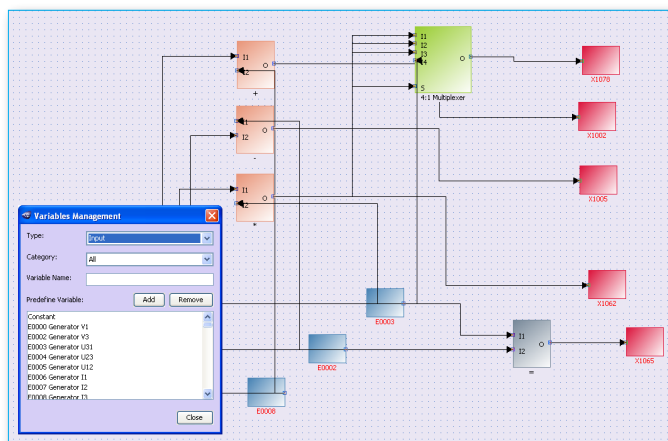 I1
I2
O
+
I1
I2
I3
I4
S
O
4:1 Multiplexer
X1078
X1002
I1
I2
O
-
X1005
I1
I2
O
*
Variables Management
Type:
Input
Category:
All
Variable Name:
Predefine Variable:
Add
Remove
Constant
E0000 Generator V1
E0002 Generator V3
E0003 Generator U31
E0004 Generator U23
E0005 Generator U12
E0006 Generator I1
E0007 Generator I2
E0008 Generator I3
Close
X1062
E0003
E0002
E0008
I1
I2
O
=
X1065